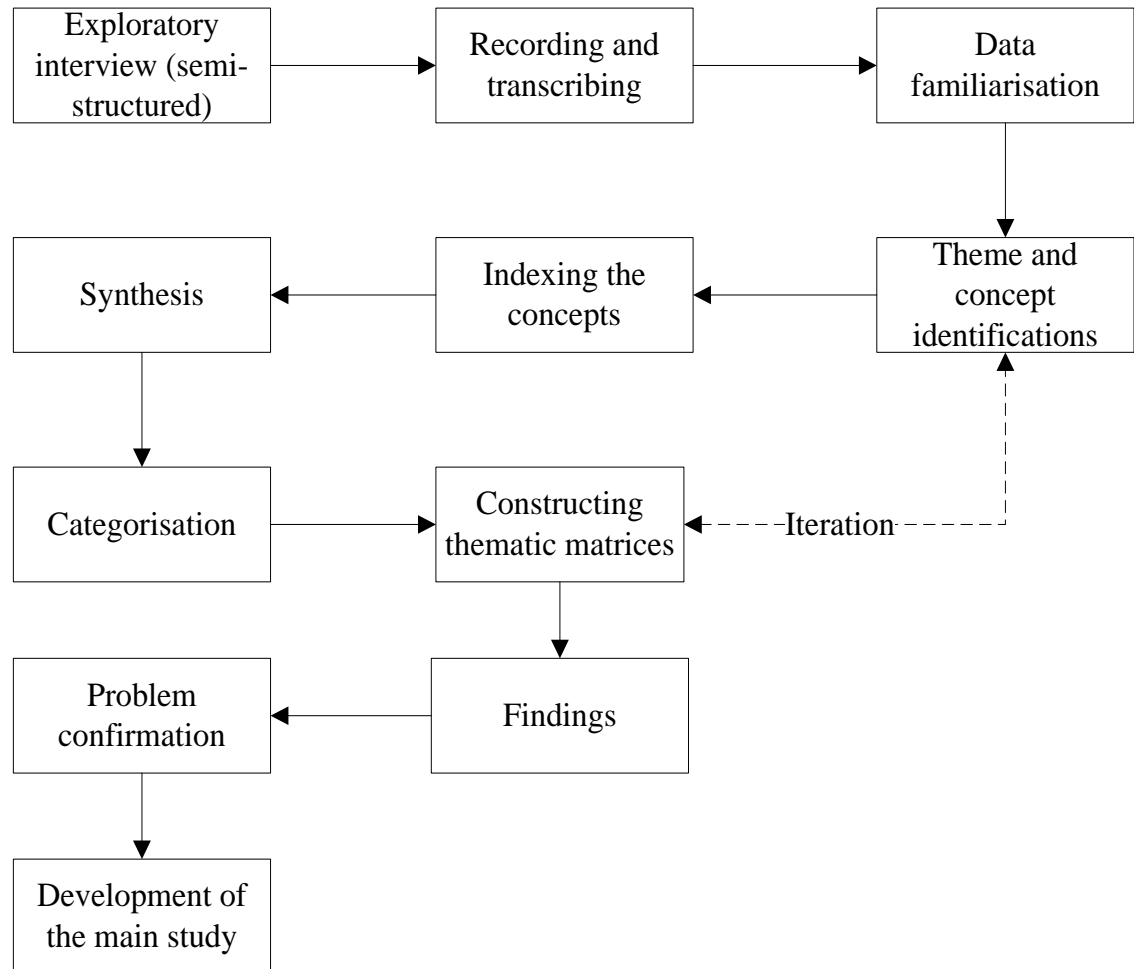 Exploratory
interview (semi-
structured)
Recording and
transcribing
Data
familiarisation
Synthesis
Indexing the
concepts
Theme and
concept
identifications
Categorisation
Constructing
thematic matrices
Iteration
Problem
confirmation
Findings
Development of
the main study